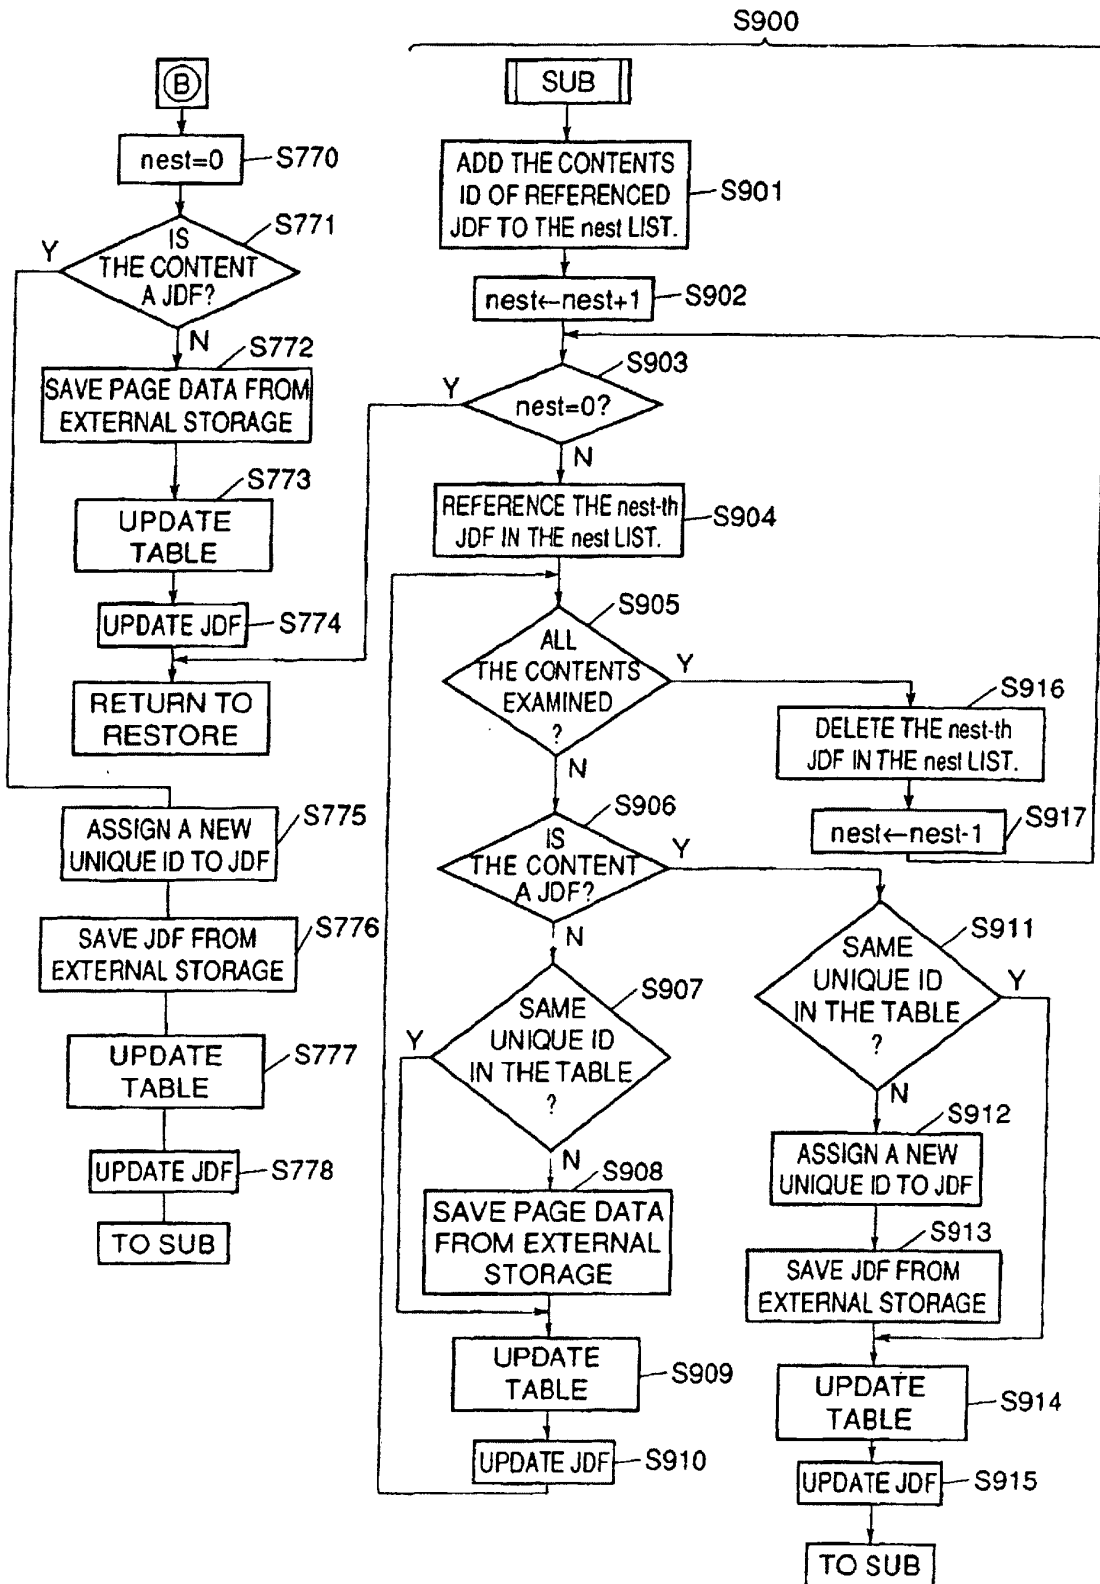 S900
B
nest=0
S770
IS
THE CONTENT
A JDF?
S771
Y
N
S772
SAVE PAGE DATA FROM
EXTERNAL STORAGE
S773
UPDATE
TABLE
UPDATE JDF
S774
RETURN TO
RESTORE
ASSIGN A NEW
UNIQUE ID TO JDF
S775
SAVE JDF FROM
EXTERNAL STORAGE
S776
UPDATE
TABLE
S777
UPDATE JDF
S778
TO SUB
SUB
ADD THE CONTENTS
ID OF REFERENCED
JDF TO THE nest LIST.
S901
nest←nest+1
S902
S903
Y
nest=0?
N
REFERENCE THE nest-th
JDF IN THE nest LIST.
S904
S905
ALL
THE CONTENTS
EXAMINED
?
Y
N
S916
DELETE THE nest-th
JDF IN THE nest LIST.
nest←nest-1
S917
S906
IS
THE CONTENT
A JDF?
Y
N
S907
SAME
UNIQUE ID
IN THE TABLE
?
Y
N
S908
SAVE PAGE DATA
FROM EXTERNAL
STORAGE
UPDATE
TABLE
S909
UPDATE JDF
S910
S911
SAME
UNIQUE ID
IN THE TABLE
?
Y
N
S912
ASSIGN A NEW
UNIQUE ID TO JDF
S913
SAVE JDF FROM
EXTERNAL STORAGE
UPDATE
TABLE
S914
UPDATE JDF
S915
TO SUB